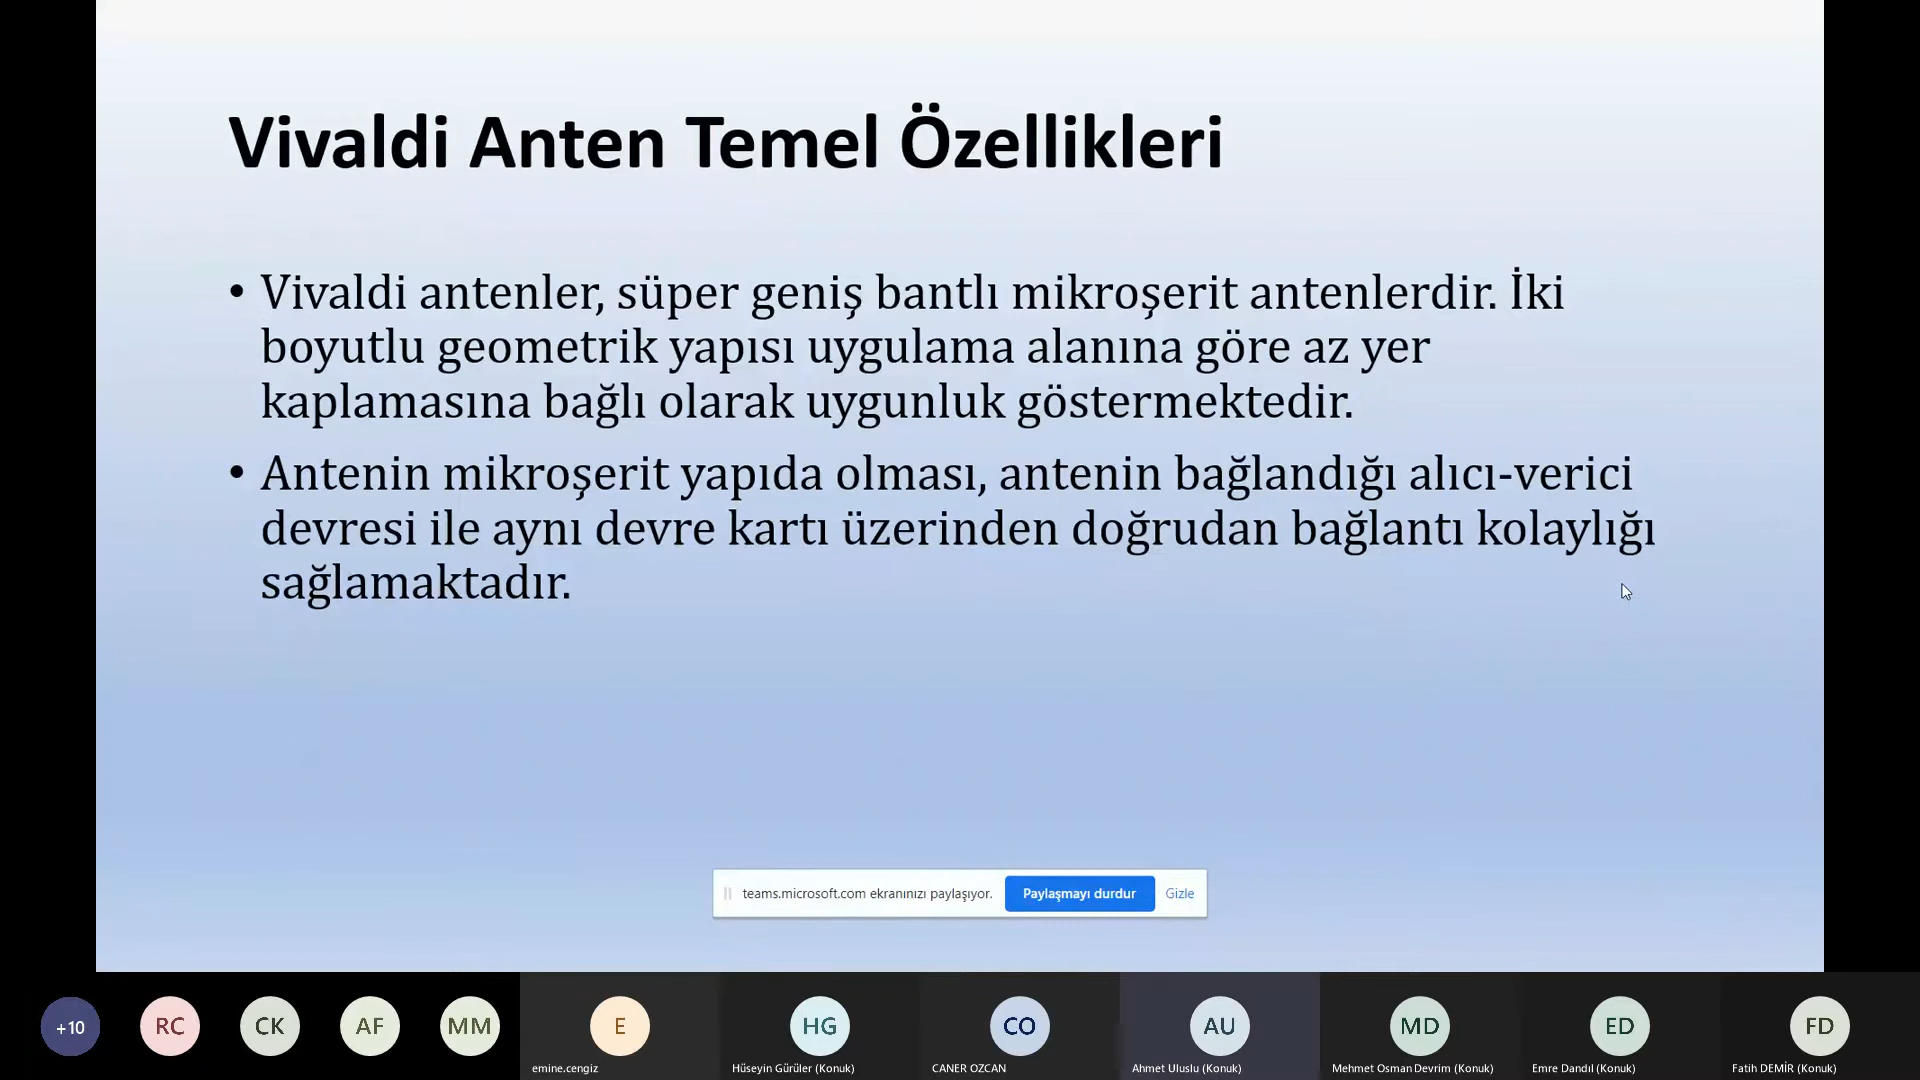 Vivaldi Anten Temel Özellikleri
• Vivaldi antenler, süper geniş bantlı mikroşerit antenlerdir. İki
boyutlu geometrik yapısı uygulama alanına göre az yer
kaplamasına bağlı olarak uygunluk göstermektedir.
• Antenin mikroşerit yapıda olması, antenin bağlandığı alıcı-verici
devresi ile aynı devre kartı üzerinden doğrudan bağlantı kolaylığı
sağlamaktadır.
teams.microsoft.com ekranınızı paylaşıyor. Paylaşmayı durdur Gizle
+10 RC CK AF MM E HG CO AU MD ED FD
emine.cengiz Hüseyin Gürüler (Konuk) CANER OZCAN Ahmet Uluslu (Konuk) Mehmet Osman Devrim (Konuk) Emre Dandıl (Konuk) Fatih DEMİR (Konuk)